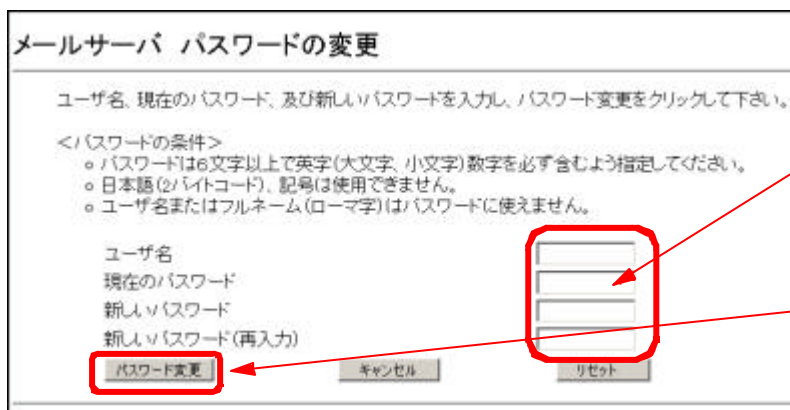 メールサーバ パスワードの変更
ユーザ名、現在のパスワード、及び新しいパスワードを入力し、パスワード変更をクリックして下さい。
<パスワードの条件>
○ パスワードは6文字以上で英字(大文字、小文字)数字を必ず含むよう指定してください。
○ 日本語(2バイトコード)、記号は使用できません。
○ ユーザ名またはフルネーム(ローマ字)はパスワードに使えません。
ユーザ名
現在のパスワード
新しいパスワード
新しいパスワード(再入力)
パスワード変更 キャンセル リセット